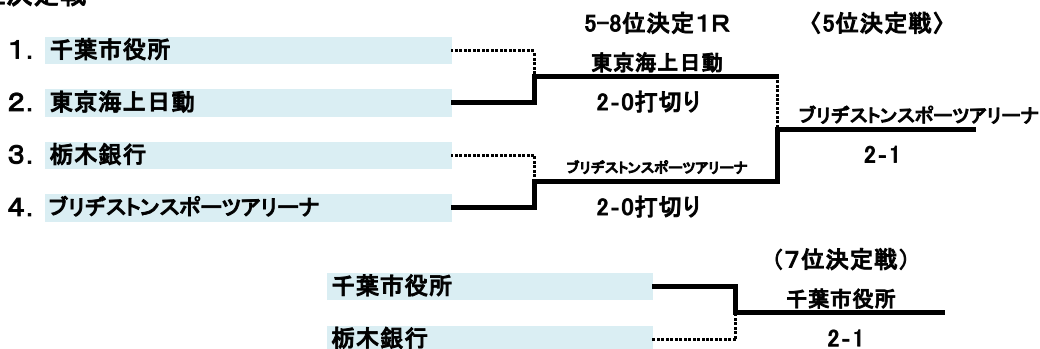 5-8位決定1R 〈5位決定戦〉
1. 千葉市役所
東京海上日動
2. 東京海上日動
2-0打切り
ブリヂストンスポーツアリーナ
3. 栃木銀行
2-1
ブリヂストンスポーツアリーナ
4. ブリヂストンスポーツアリーナ
2-0打切り
(7位決定戦)
千葉市役所
千葉市役所
栃木銀行
2-1